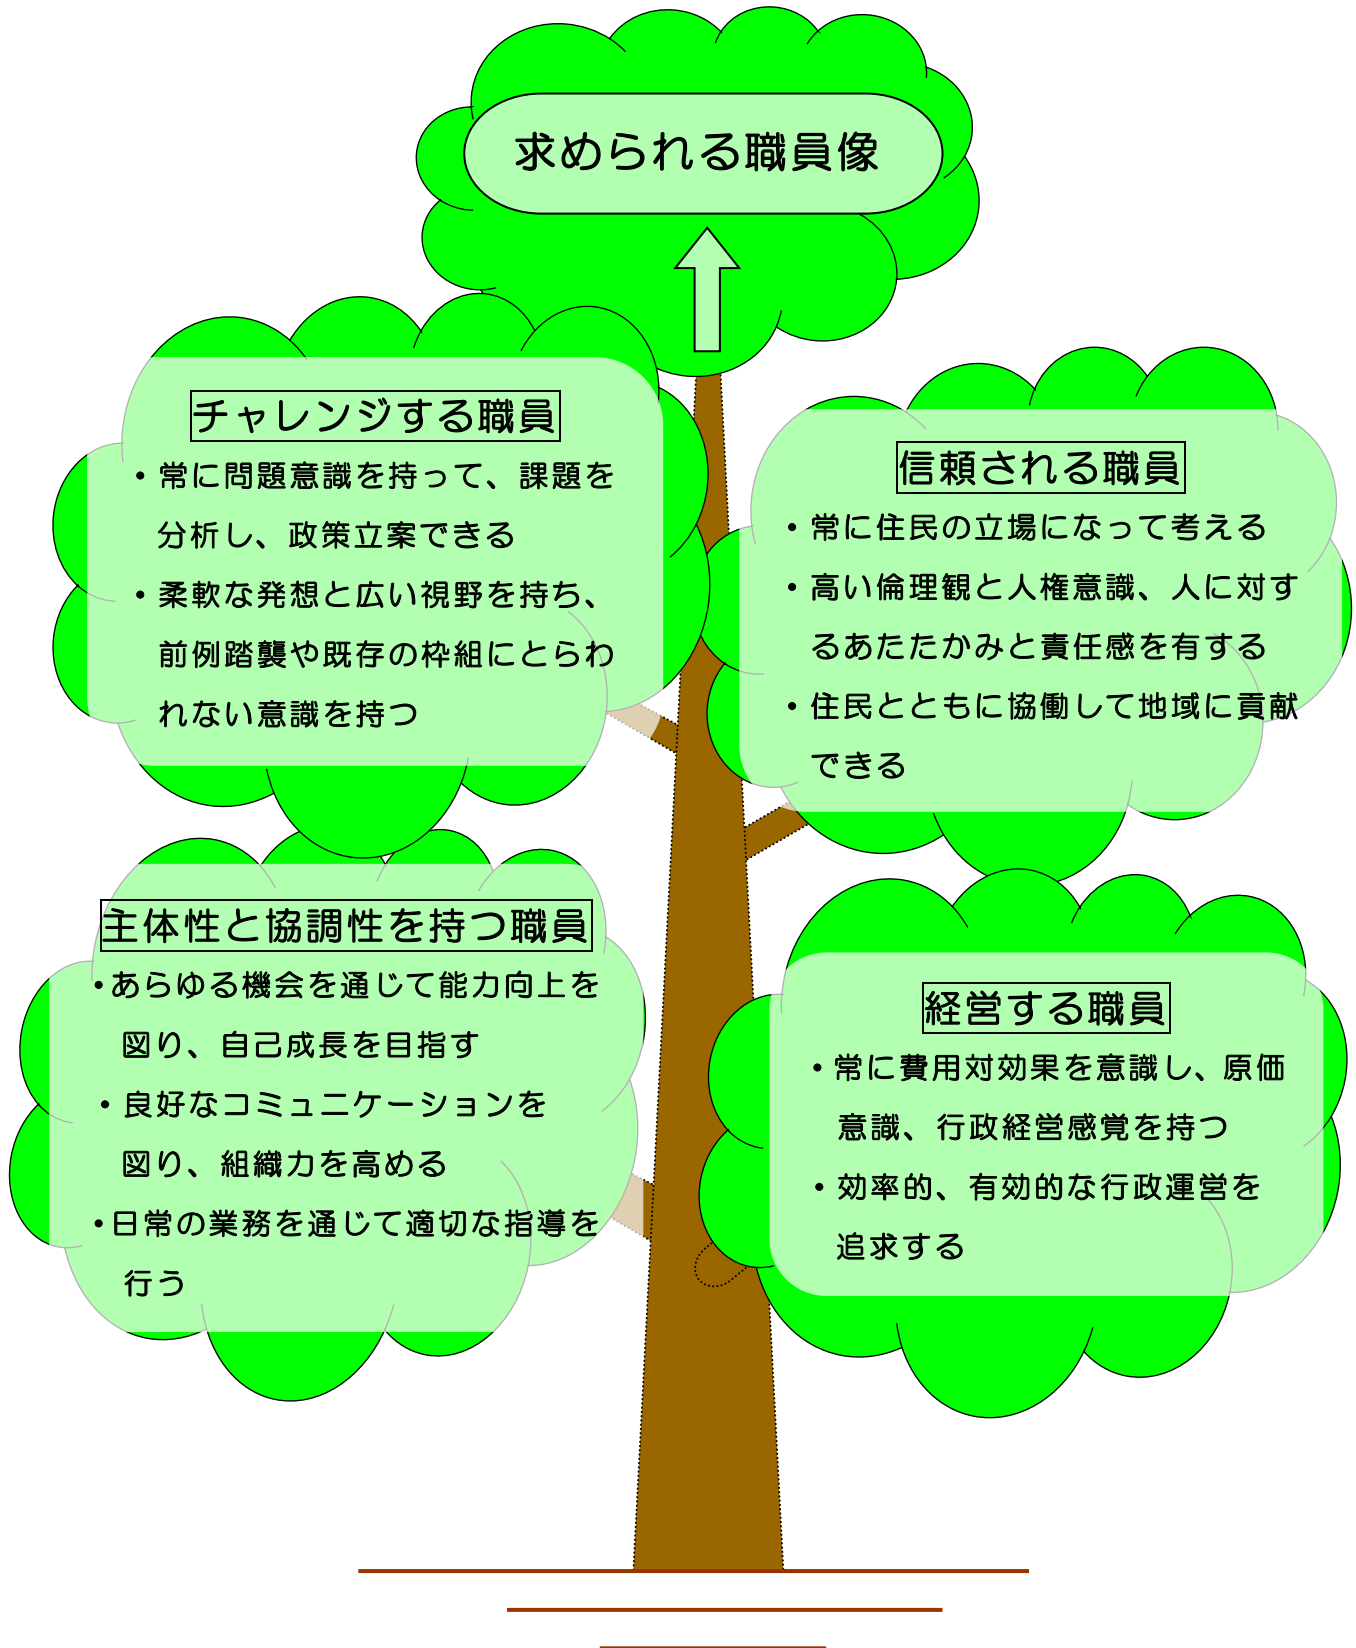 求められる職員像
チャレンジする職員
・常に問題意識を持って、課題を
分析し、政策立案できる
・柔軟な発想と広い視野を持ち、
前例踏襲や既存の枠組にとらわ
れない意識を持つ
信頼される職員
・常に住民の立場になって考える
・高い倫理観と人権意識、人に対す
るあたたかみと責任感を有する
・住民とともに協働して地域に貢献
できる
主体性と協調性を持つ職員
・あらゆる機会を通じて能力向上を
図り、自己成長を目指す
・良好なコミュニケーションを
図り、組織力を高める
・日常の業務を通じて適切な指導を
行う
経営する職員
・常に費用対効果を意識し、原価
意識、行政経営感覚を持つ
・効率的、有効的な行政運営を
追求する